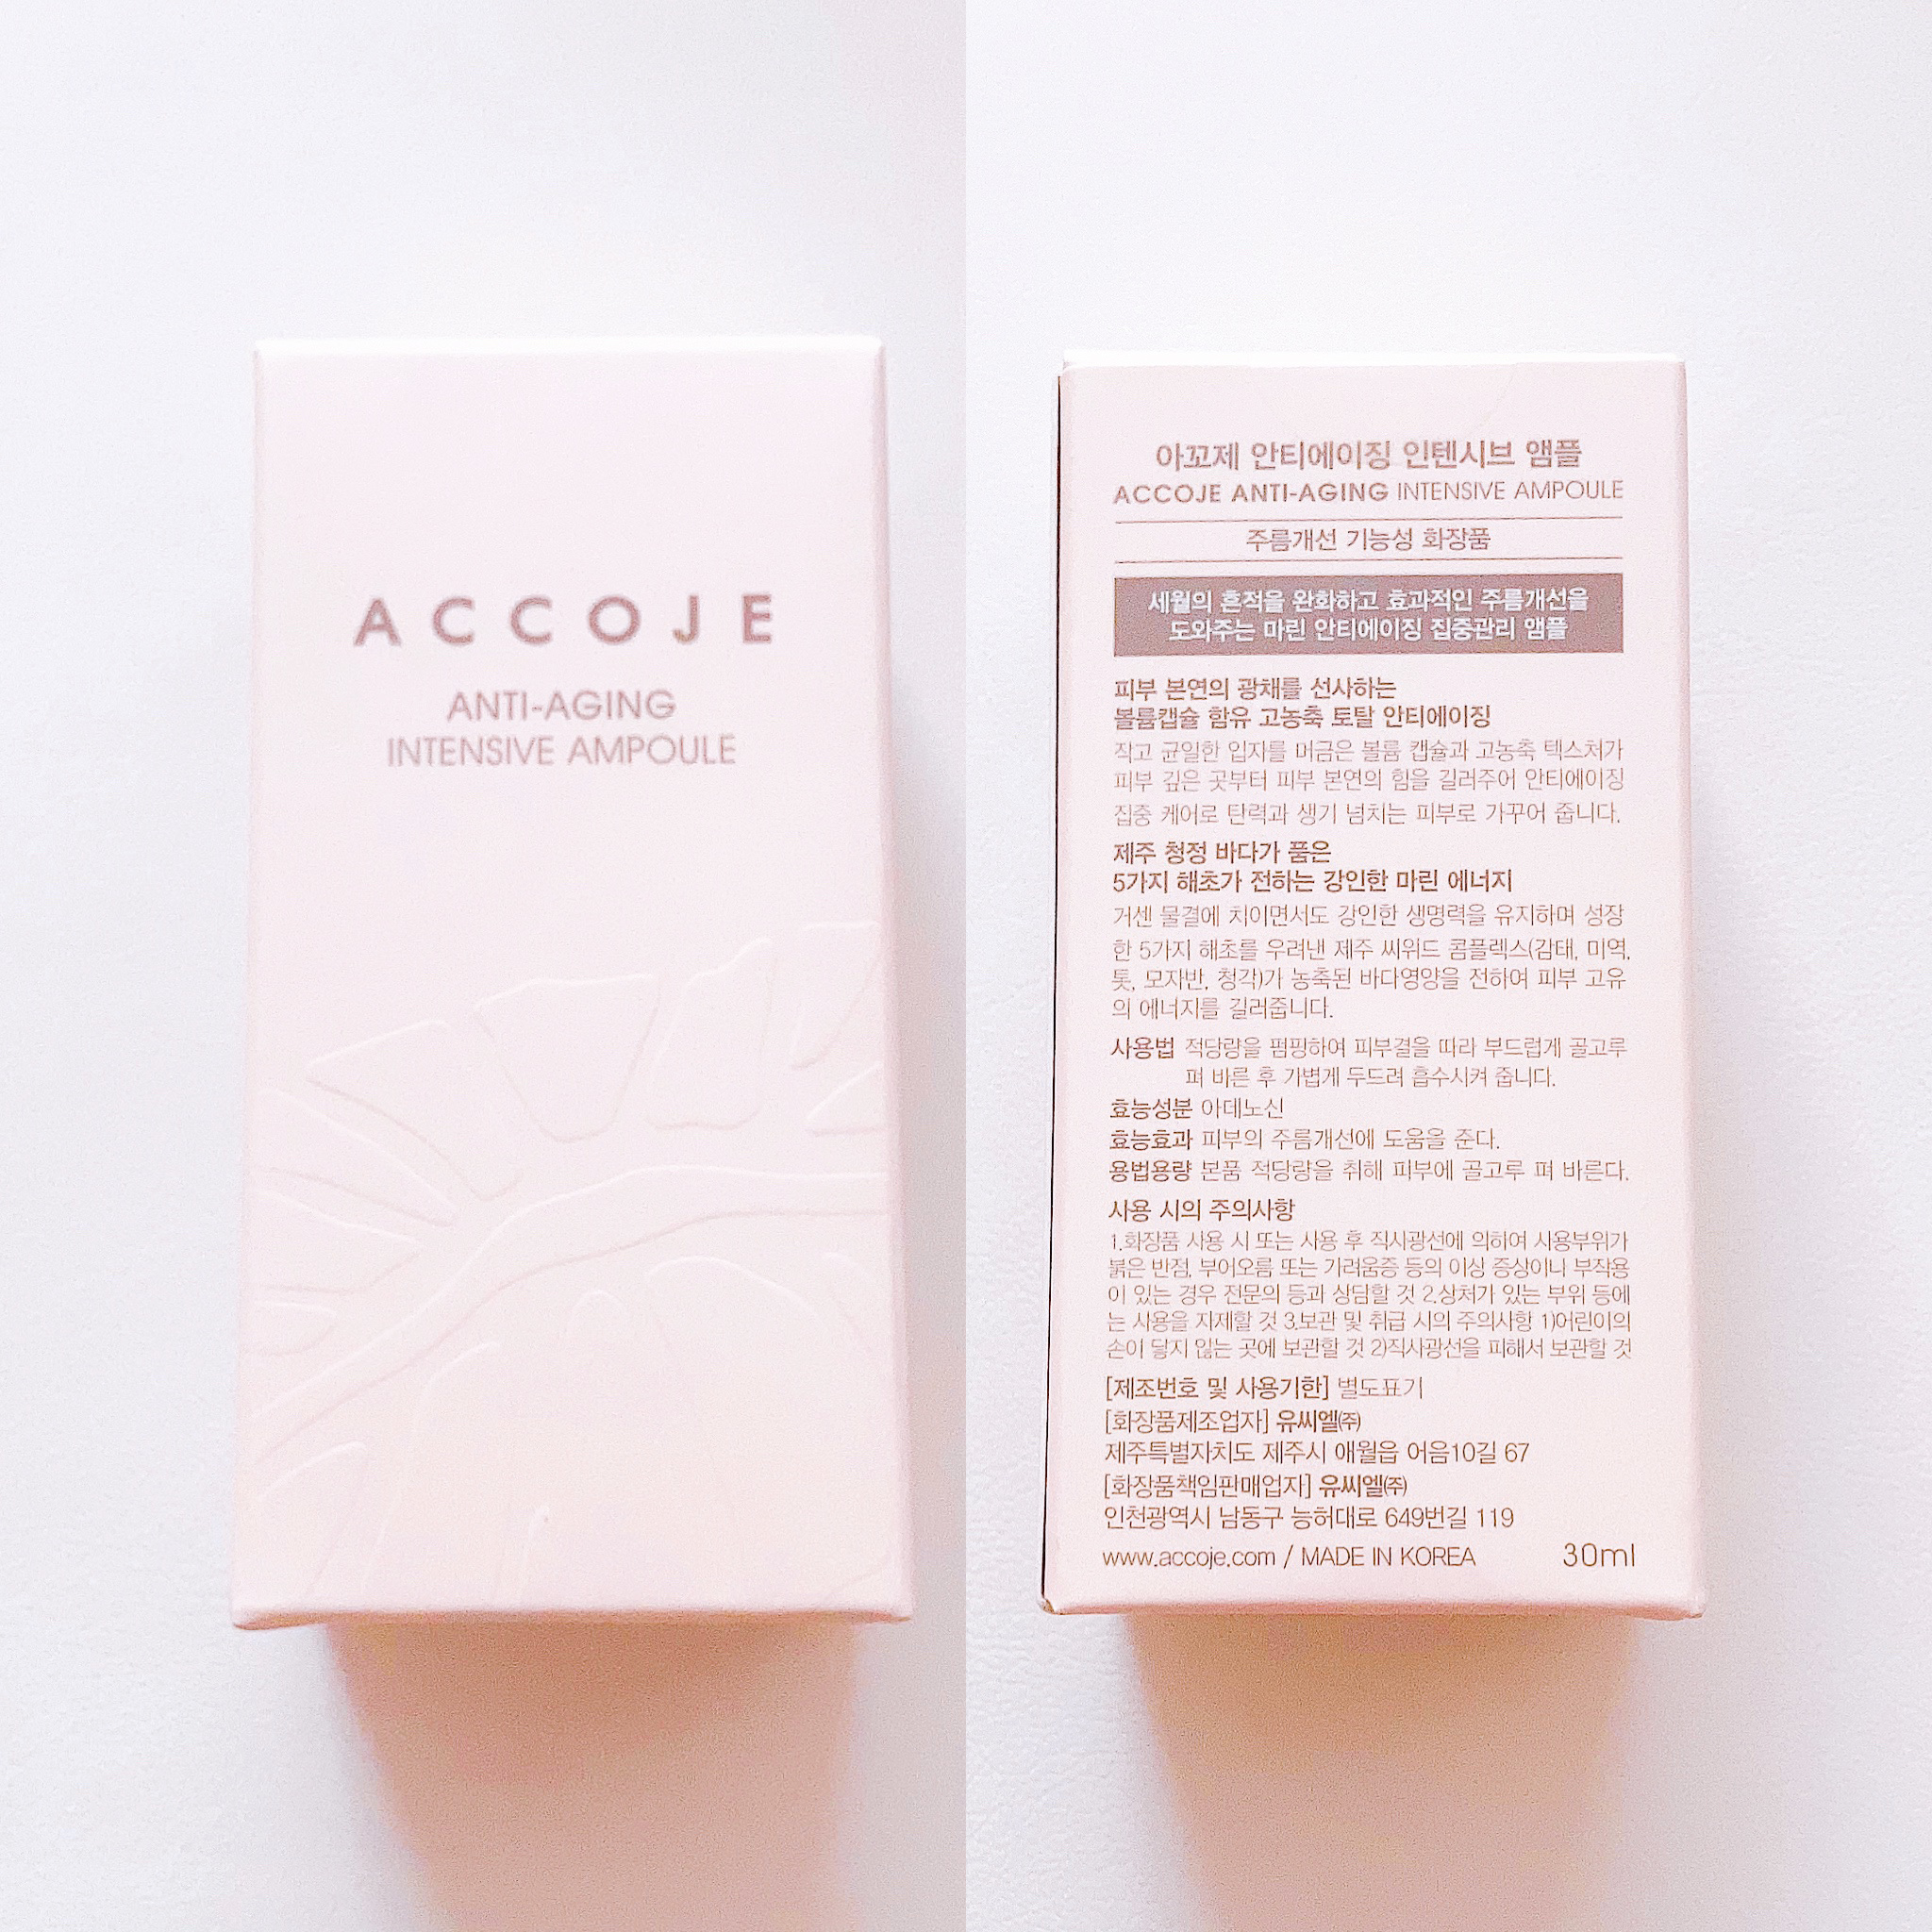 ACCOJE
ANTI-AGING
INTENSIVE AMPOULE
아꼬제 안티에이징 인텐시브 앰플
ACCOJE ANTI-AGING INTENSIVE AMPOULE
주름개선 기능성 화장품
세월의 흔적을 완화하고 효과적인 주름개선을
도와주는 마린 안티에이징 집중관리 앰플
피부 본연의 광채를 선사하는
볼륨캡슐 함유 고농축 토탈 안티에이징
작고 균일한 입자를 머금은 볼륨 캡슐과 고농축 텍스처가
피부 깊은 곳부터 피부 본연의 힘을 길러주어 안티에이징
집중 케어로 탄력과 생기 넘치는 피부로 가꾸어 줍니다.
제주 청정 바다가 품은
5가지 해초가 전하는 강인한 마린 에너지
거센 물결에 치이면서도 강인한 생명력을 유지하며 성장
한 5가지 해초를 우려낸 제주 씨위드 콤플렉스(감태, 미역,
톳, 모자반, 청각)가 농축된 바다영양을 전하여 피부 고유
의 에너지를 길러줍니다.
사용법 적당량을 펌핑하여 피부결을 따라 부드럽게 골고루
펴 바른 후 가볍게 두드려 흡수시켜 줍니다.
효능성분 아데노신
효능효과 피부의 주름개선에 도움을 준다.
용법용량 본품 적당량을 취해 피부에 골고루 펴 바른다.
사용 시의 주의사항
1.화장품 사용 시 또는 사용 후 직사광선에 의하여 사용부위가
붉은 반점, 부어오름 또는 가려움증 등의 이상 증상이나 부작용
이 있는 경우 전문의 등과 상담할 것 2.상처가 있는 부위 등에
는 사용을 자제할 것 3.보관 및 취급 시의 주의사항 1)어린이의
손이 닿지 않는 곳에 보관할 것 2)직사광선을 피해서 보관할 것
[제조번호 및 사용기한] 별도표기
[화장품제조업자] 유씨엘㈜
제주특별자치도 제주시 애월읍 어음10길 67
[화장품책임판매업자] 유씨엘㈜
인천광역시 남동구 능허대로 649번길 119
www.accoje.com / MADE IN KOREA 30ml